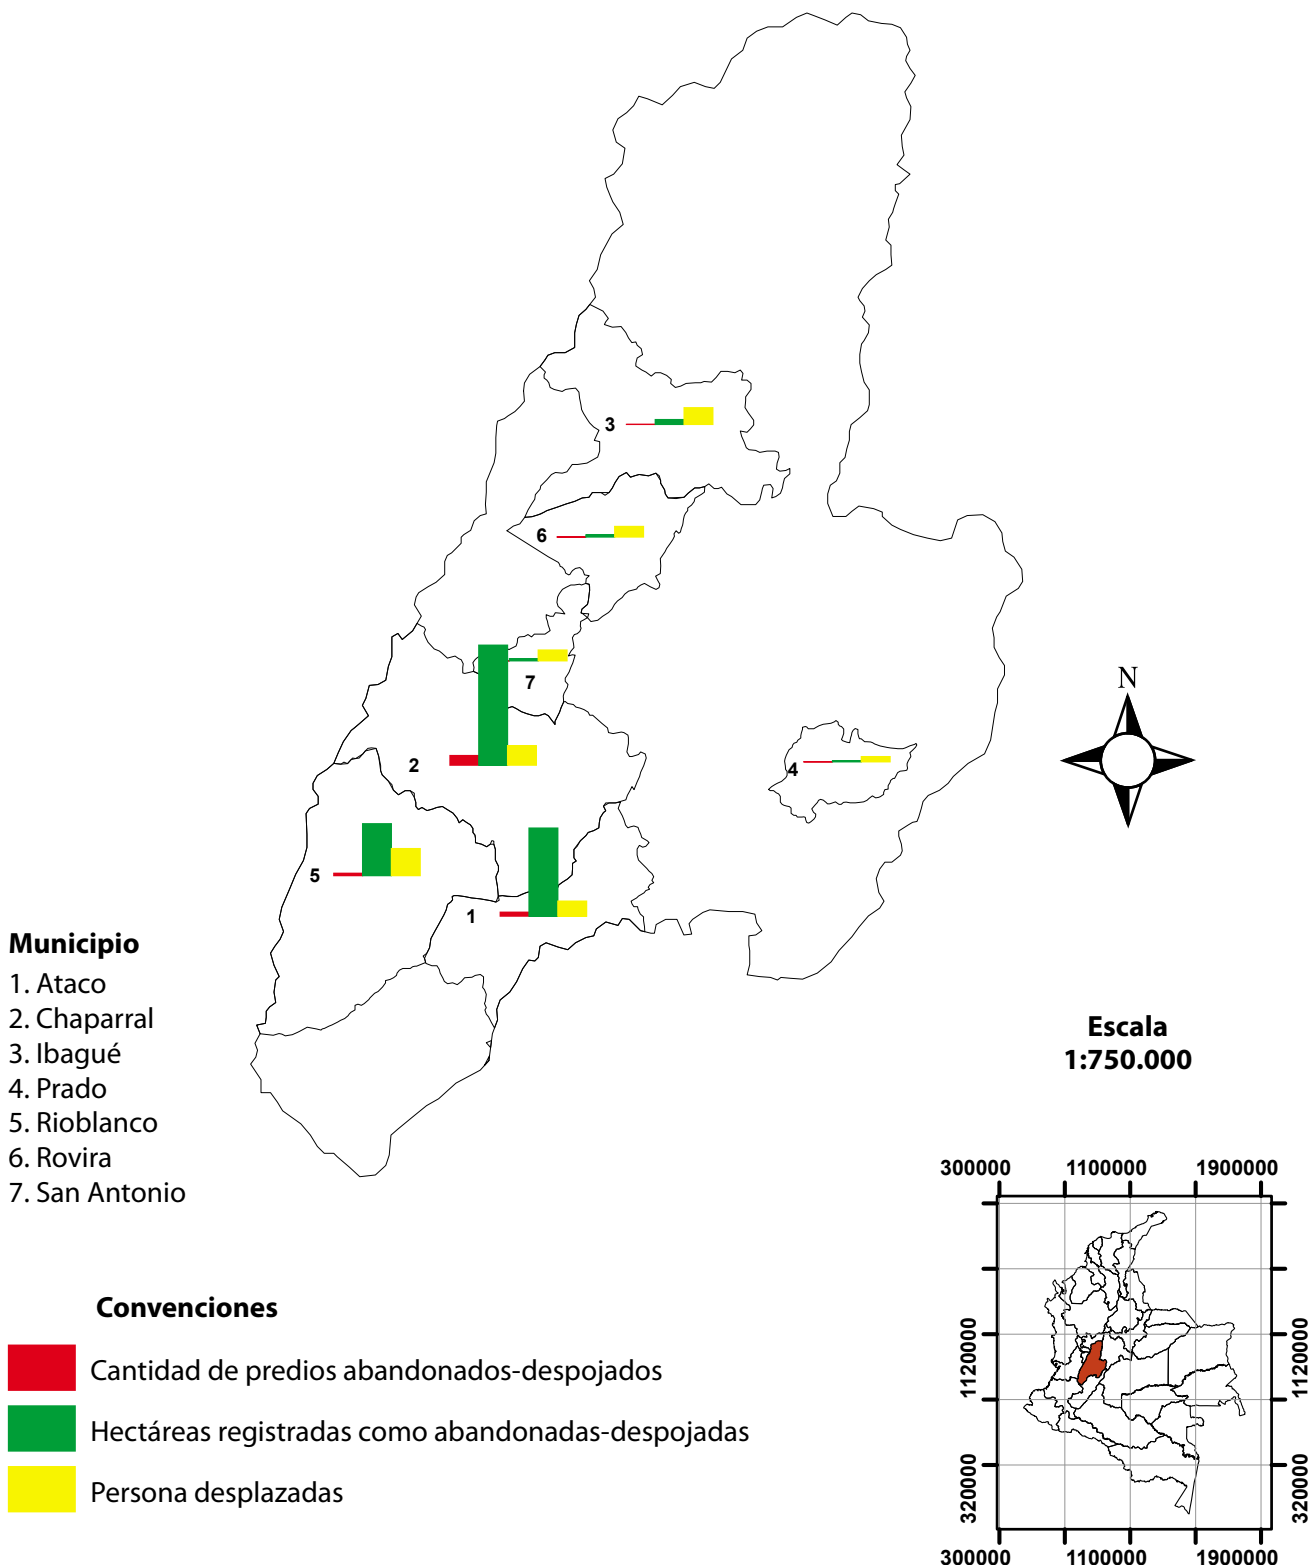 3
6
7
2
4
5
1
N
Municipio
1. Ataco
2. Chaparral
3. Ibagué
4. Prado
5. Rioblanco
6. Rovira
7. San Antonio
Escala
1:750.000
Convenciones
Cantidad de predios abandonados-despojados
Hectáreas registradas como abandonadas-despojadas
Persona desplazadas
300000 1100000 1900000
1120000 1120000
320000 320000
300000 1100000 1900000